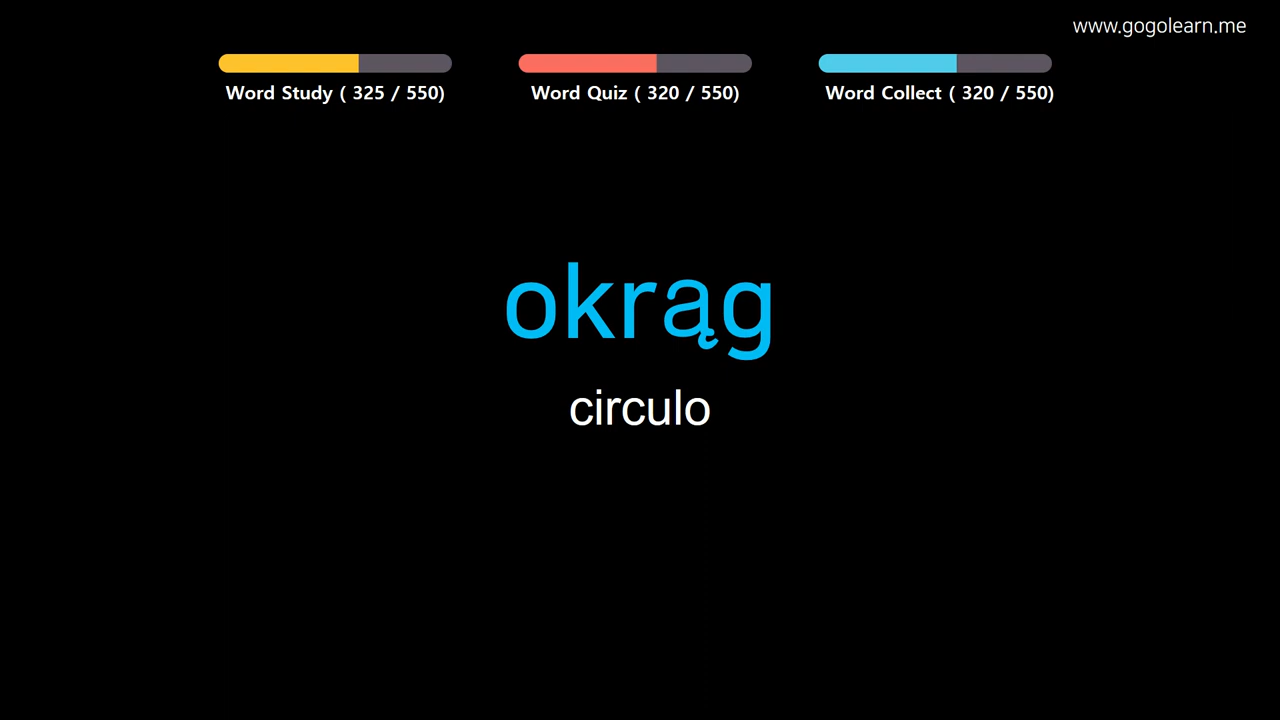 www.gogolearn.me
Word Study ( 325 / 550)
Word Quiz ( 320 / 550)
Word Collect ( 320 / 550)
okrąg
circulo